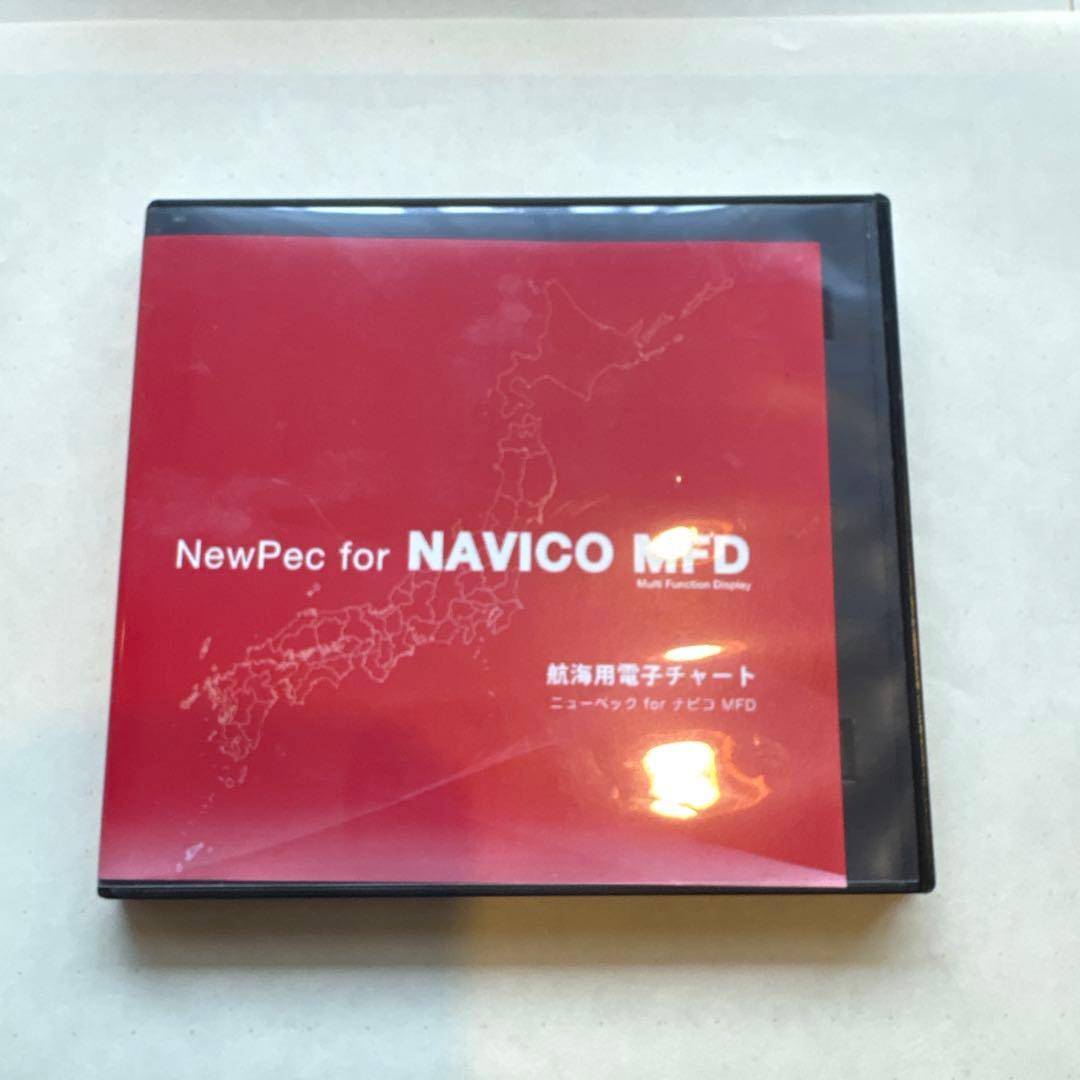 NewPec for NAVICO MFD
Multi Function Display
航海用電子チャート
ニューペック for ナビコ MFD